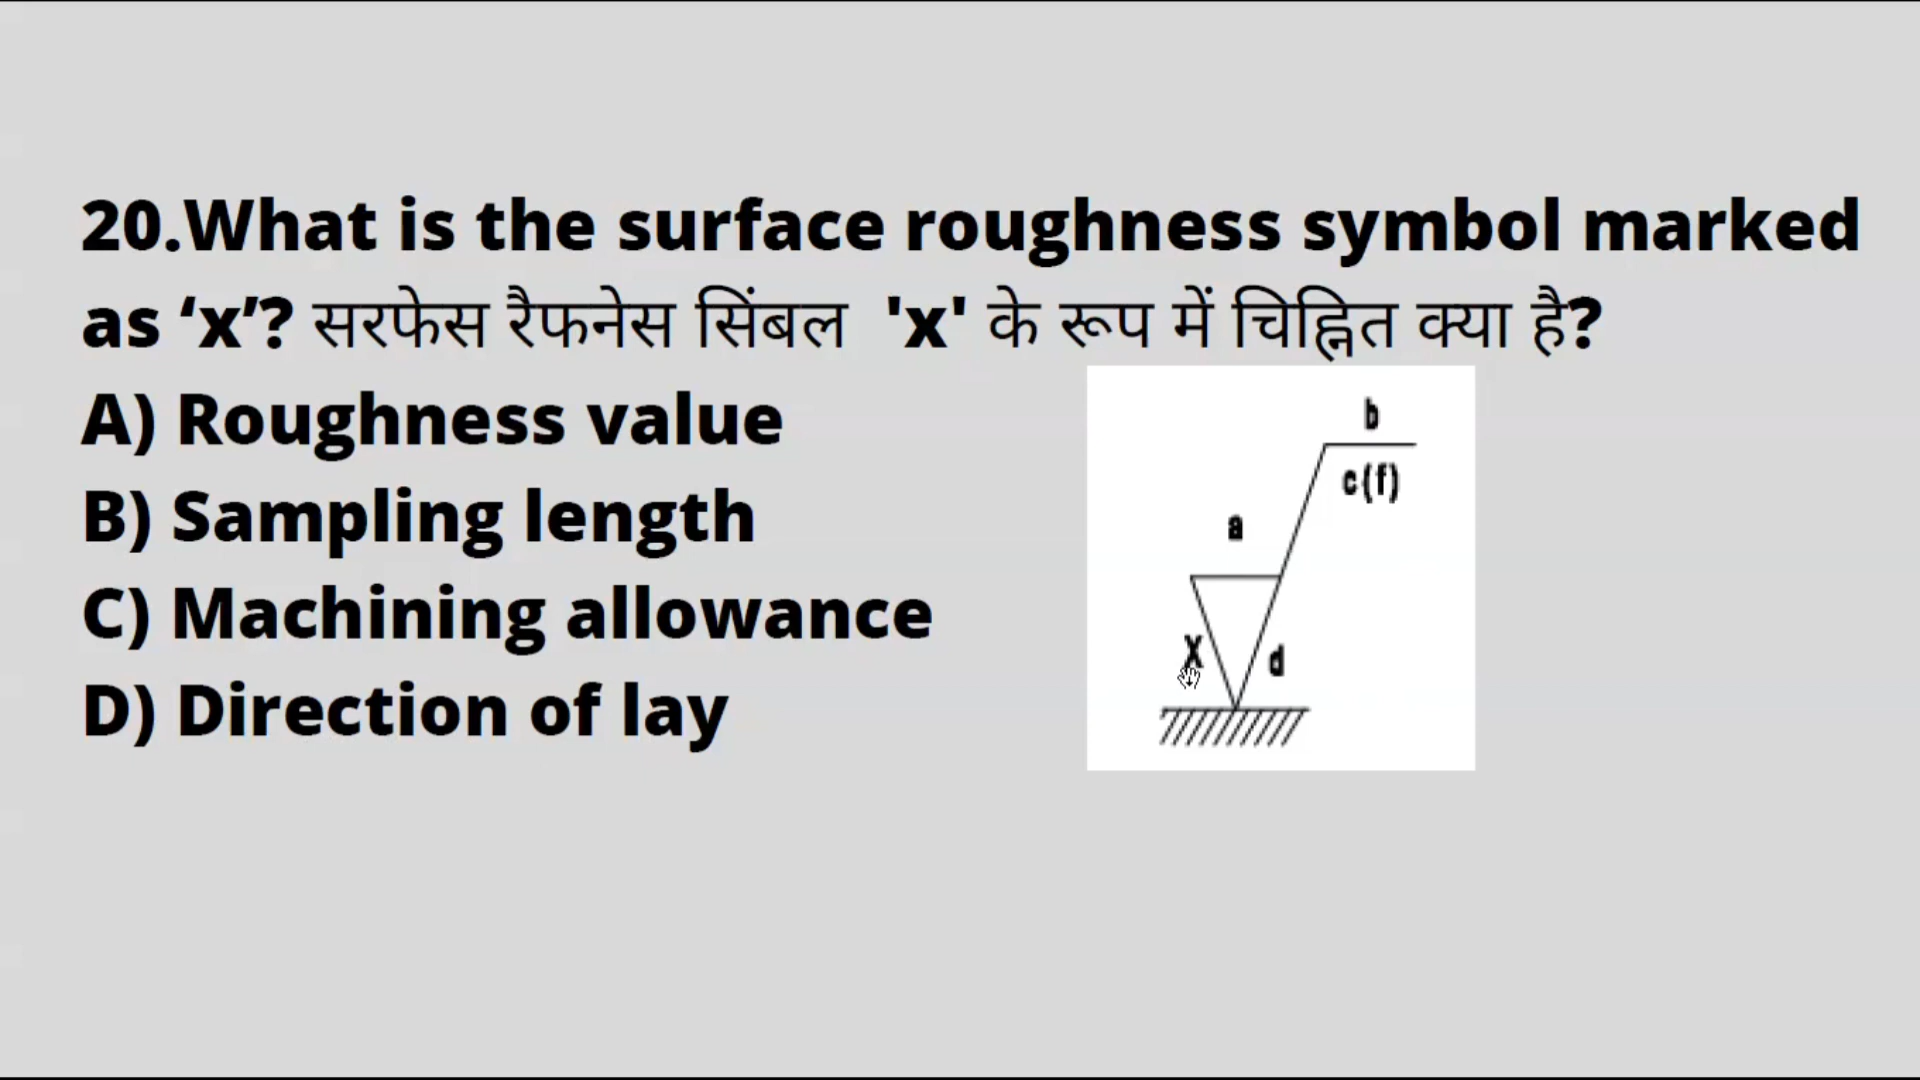 20.What is the surface roughness symbol marked
as ‘x’? सरफेस रैफनेस सिंबल 'x' के रूप में चिह्नित क्या है?
A) Roughness value
B) Sampling length
C) Machining allowance
D) Direction of lay
b
c(f)
a
X
d